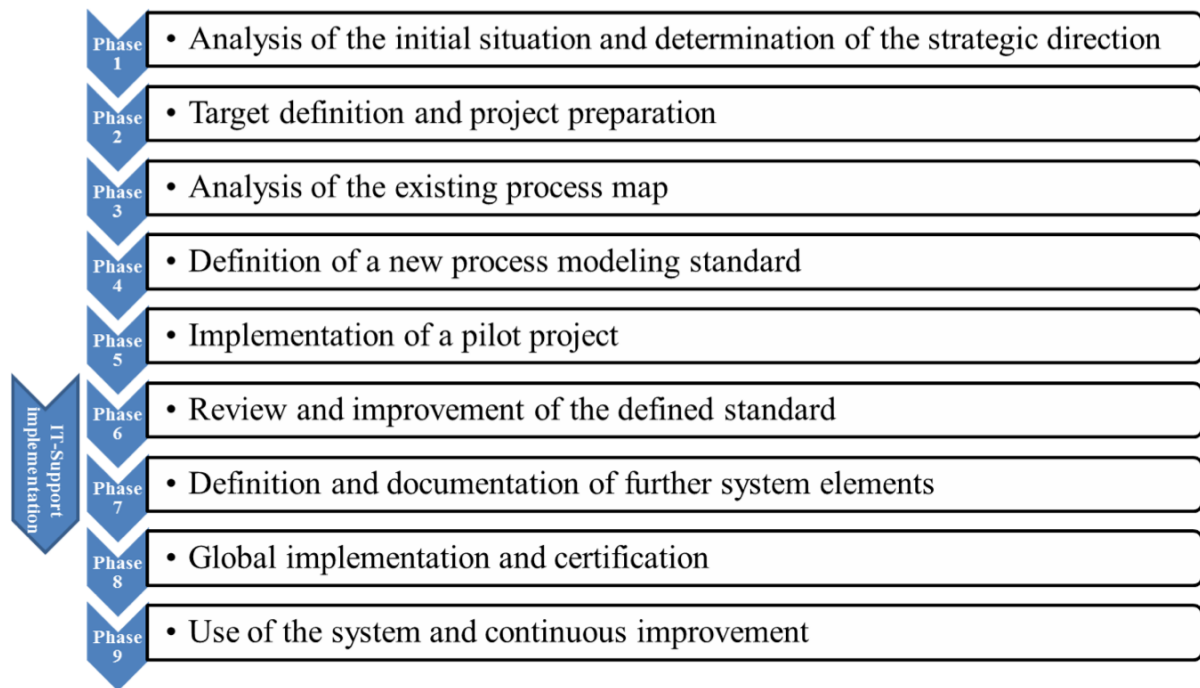 Phase
1
• Analysis of the initial situation and determination of the strategic direction
Phase
2
• Target definition and project preparation
Phase
3
• Analysis of the existing process map
Phase
4
• Definition of a new process modeling standard
Phase
5
• Implementation of a pilot project
IT-Support
implementation
Phase
6
• Review and improvement of the defined standard
Phase
7
• Definition and documentation of further system elements
Phase
8
• Global implementation and certification
Phase
9
• Use of the system and continuous improvement